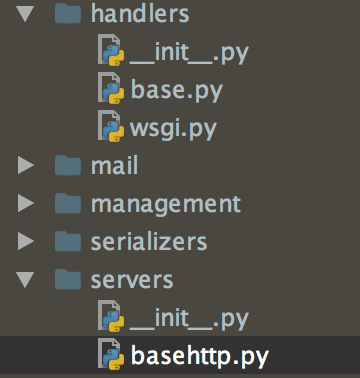 handlers
__init__.py
base.py
wsgi.py
mail
management
serializers
servers
__init__.py
basehttp.py